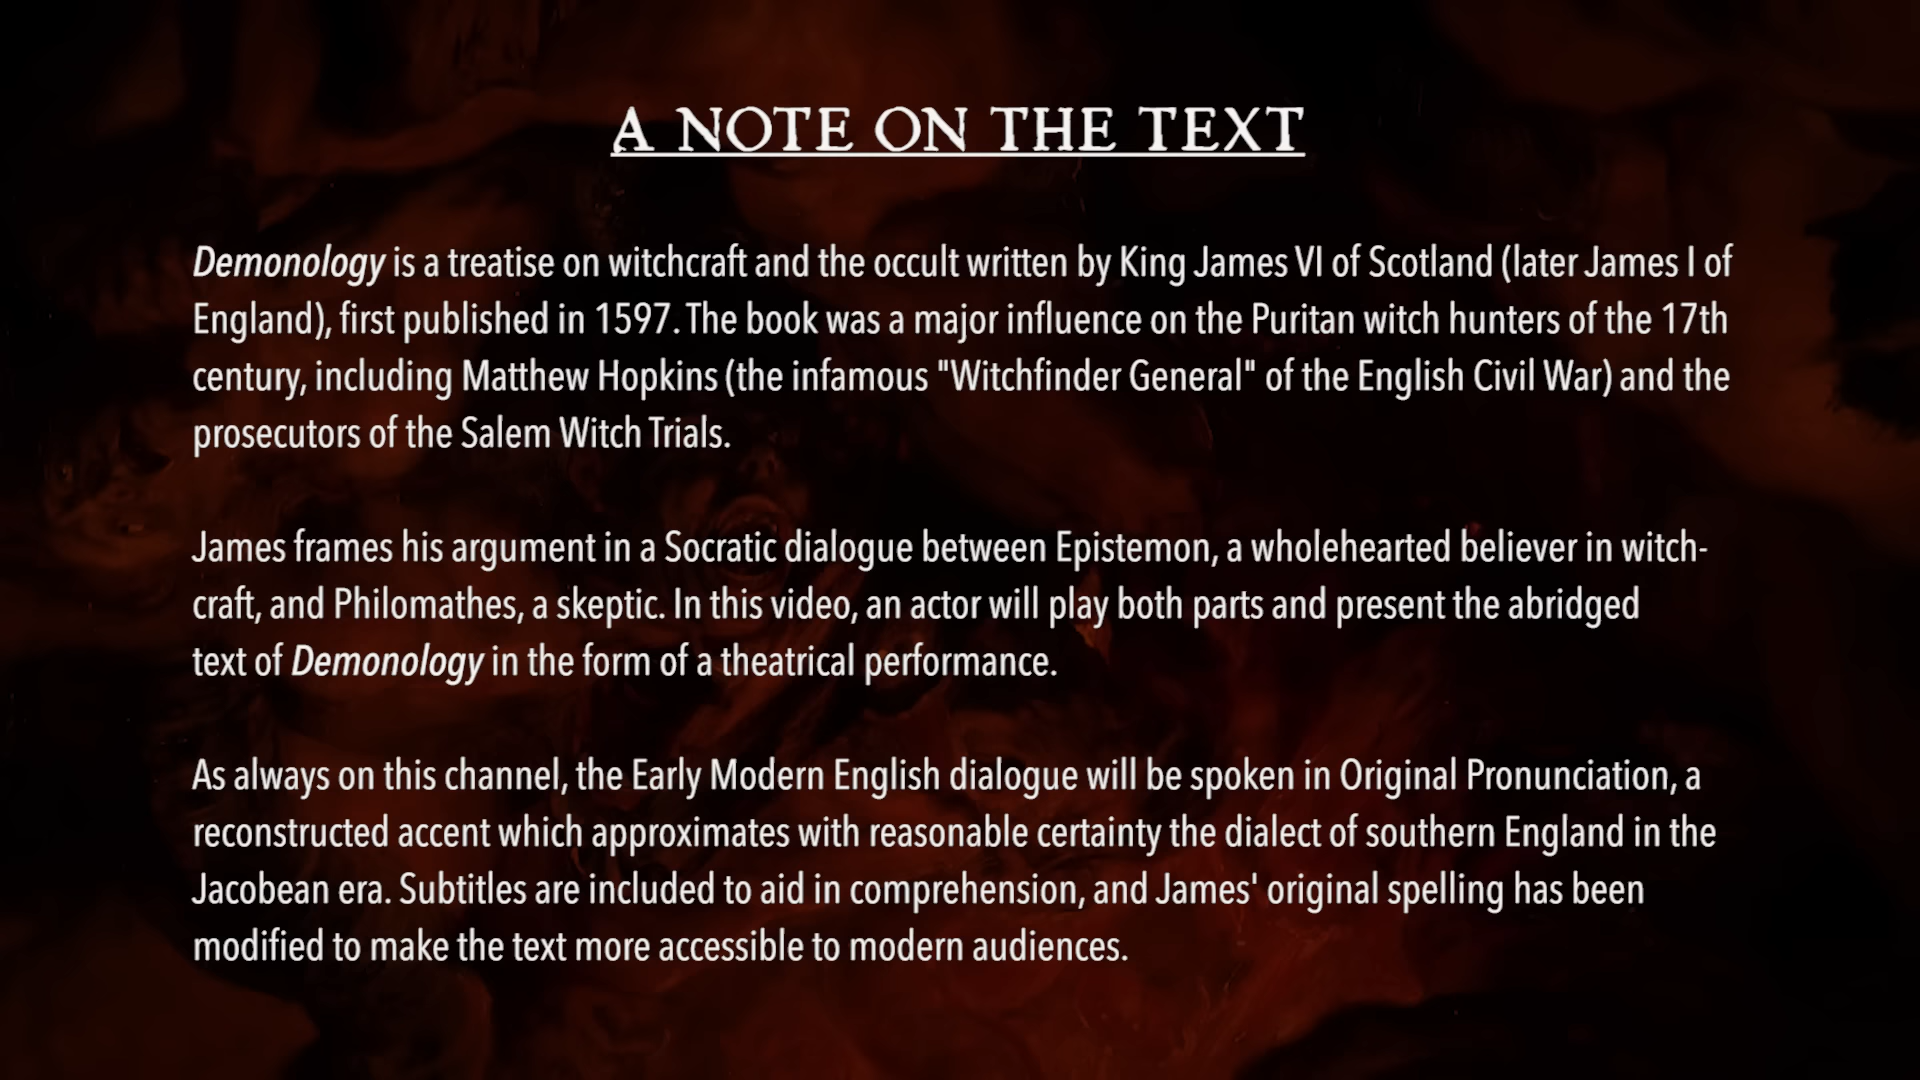 A NOTE ON THE TEXT
Demonology is a treatise on witchcraft and the occult written by King James VI of Scotland (later James I of
England), first published in 1597. The book was a major influence on the Puritan witch hunters of the 17th
century, including Matthew Hopkins (the infamous "Witchfinder General" of the English Civil War) and the
prosecutors of the Salem Witch Trials.
James frames his argument in a Socratic dialogue between Epistemon, a wholehearted believer in witch-
craft, and Philomathes, a skeptic. In this video, an actor will play both parts and present the abridged
text of Demonology in the form of a theatrical performance.
As always on this channel, the Early Modern English dialogue will be spoken in Original Pronunciation, a
reconstructed accent which approximates with reasonable certainty the dialect of southern England in the
Jacobean era. Subtitles are included to aid in comprehension, and James' original spelling has been
modified to make the text more accessible to modern audiences.